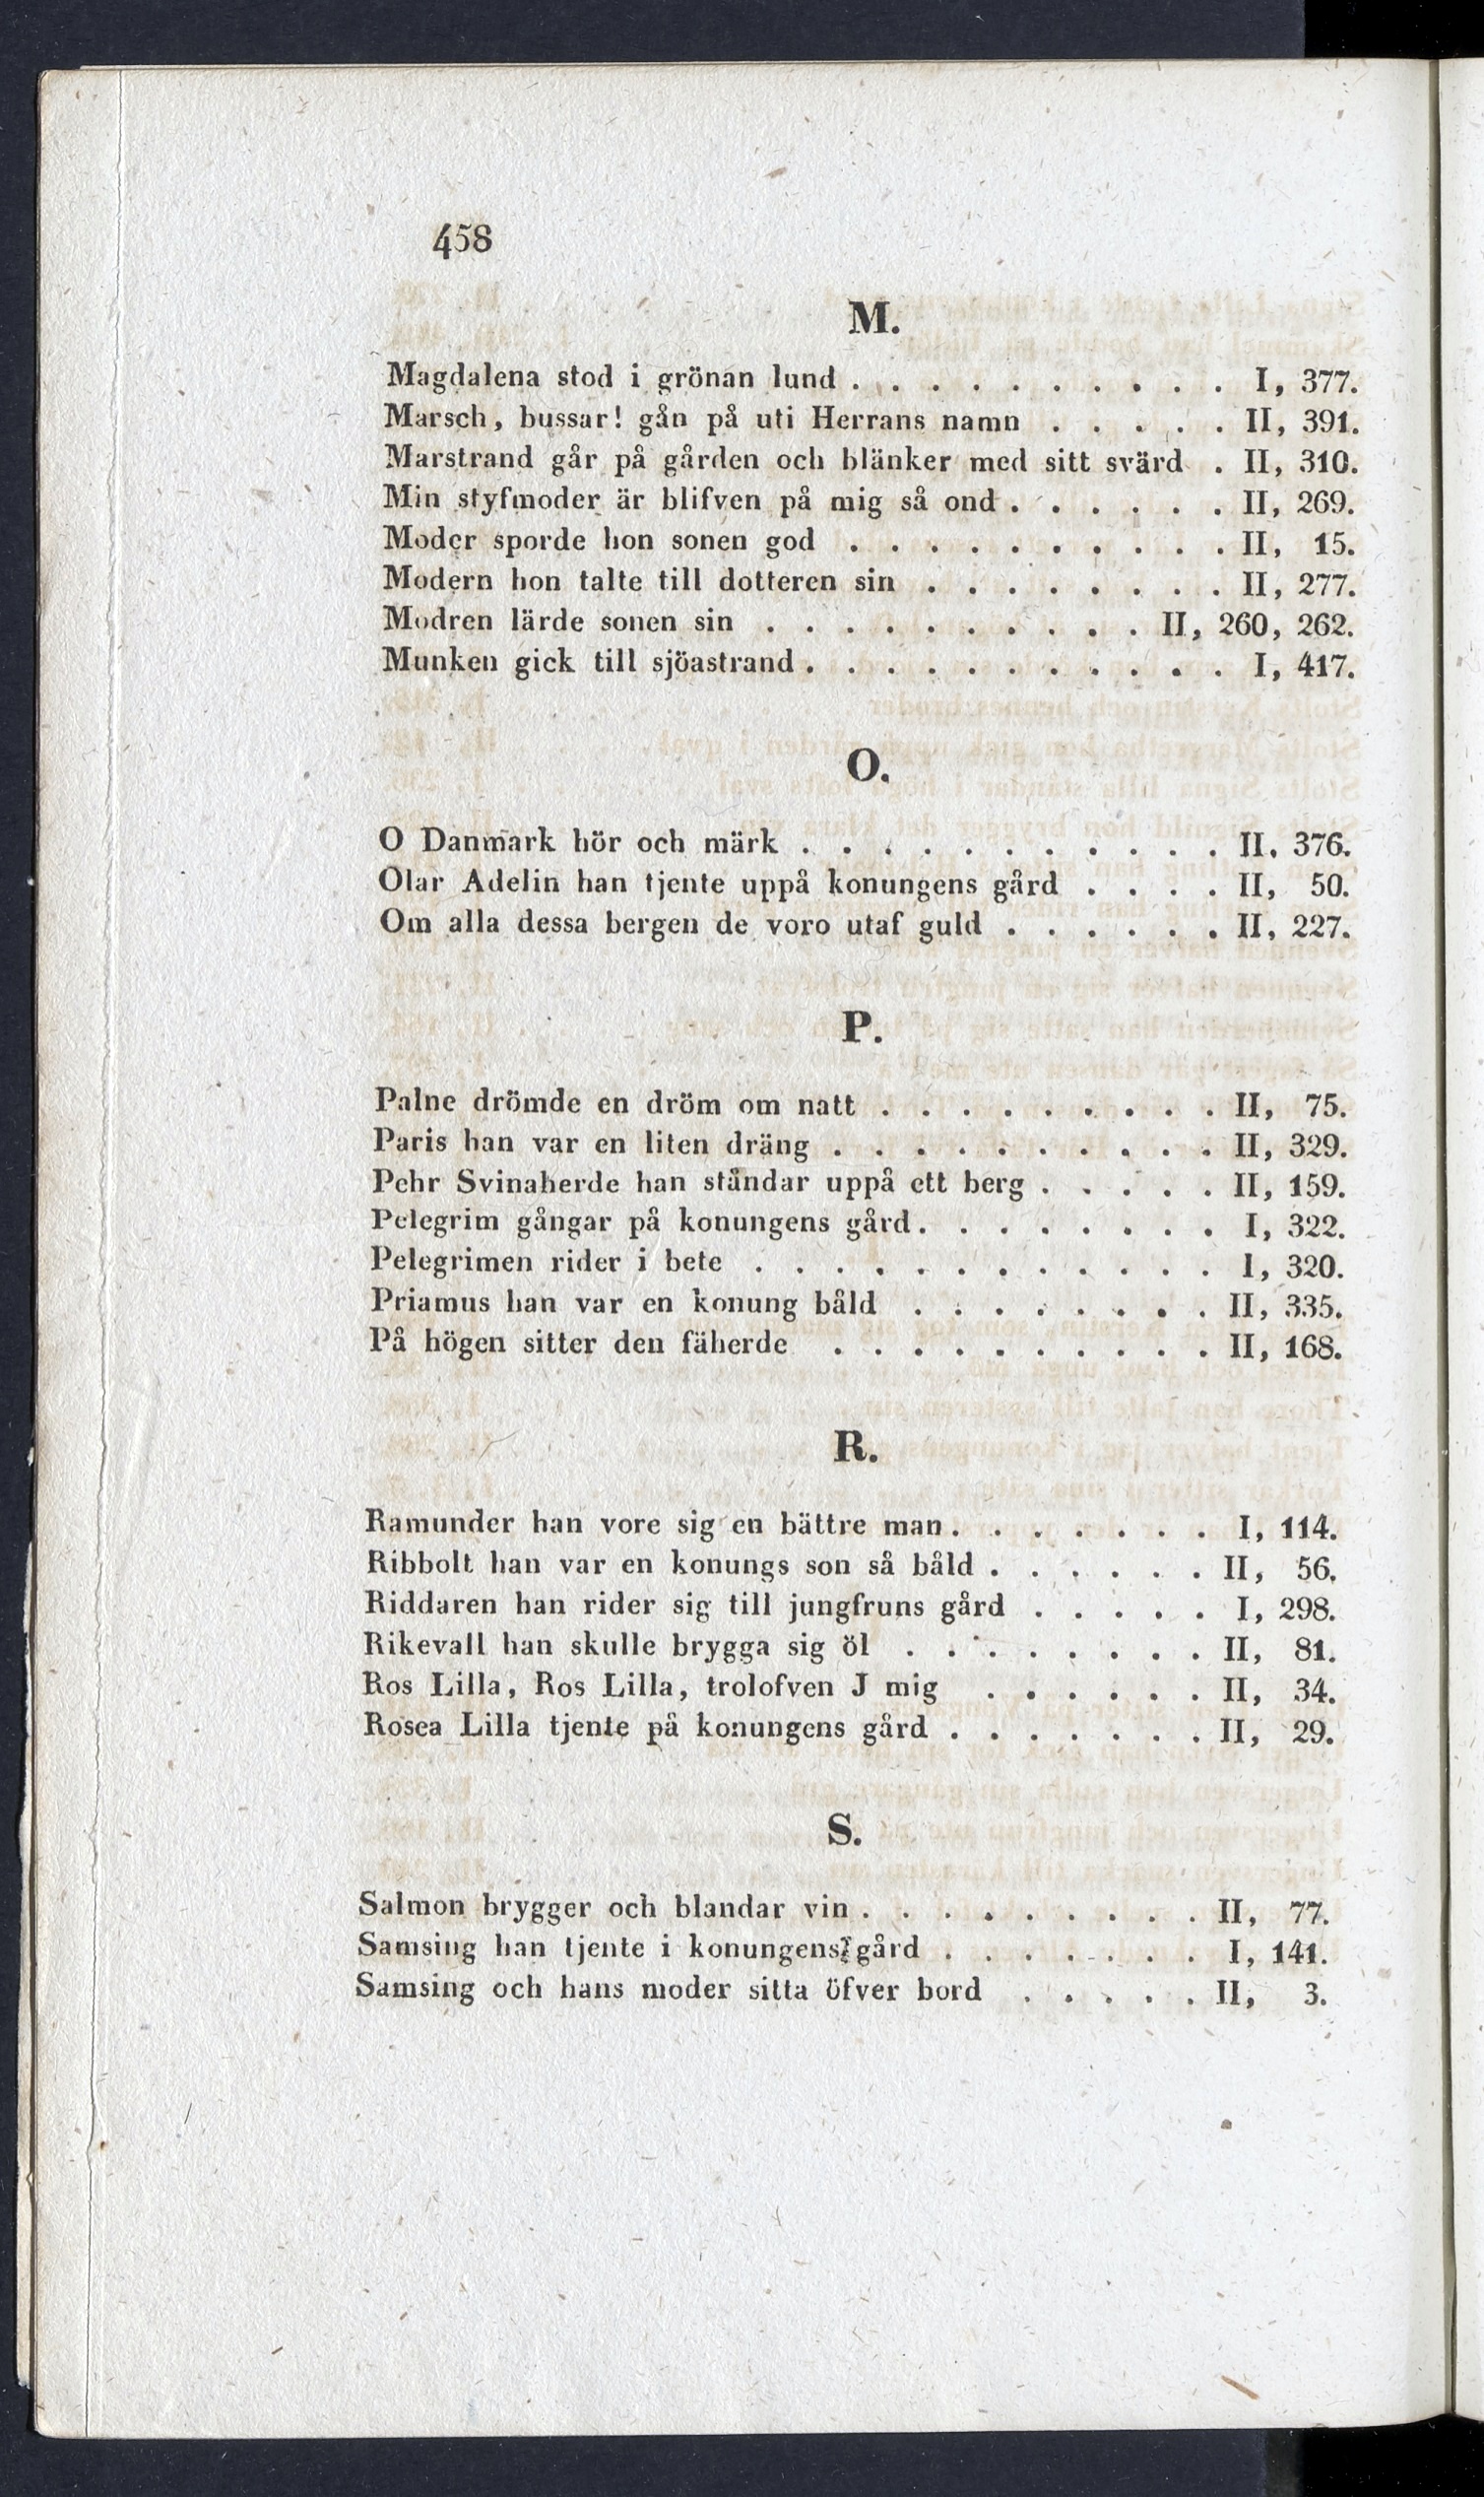 458
M.
Magdalena stod i grönan lund . . . . . . . . . . I, 377.
Marsch, bussar! gån på uti Herrans namn . . . . . II, 391.
Marstrand går på gården och blänker med sitt svärd . II, 310.
Min styfmoder är blifven på mig så ond . . . . . . II, 269.
Moder sporde hon sonen god . . . . . . . . . . II, 15.
Modern hon talte till dotteren sin . . . . . . . . II, 277.
Modren lärde sonen sin . . . . . . . . . . II, 260, 262.
Munken gick till sjöastrand . . . . . . . . . . . I, 417.
O.
O Danmark hör och märk . . . . . . . . . . . II, 376.
Olar Adelin han tjente uppå konungens gård . . . . II, 50.
Om alla dessa bergen de voro utaf guld . . . . . . II, 227.
P.
Palne drömde en dröm om natt . . . . . . . . . II, 75.
Paris han var en liten dräng . . . . . . . . . . II, 329.
Pehr Svinaherde han ståndar uppå ett berg . . . . . II, 159.
Pelegrim gångar på konungens gård . . . . . . . . I, 322.
Pelegrimen rider i bete . . . . . . . . . . . . I, 320.
Priamus han var en konung båld . . . . . . . . II, 335.
På högen sitter den fäherde . . . . . . . . . . II, 168.
R.
Ramunder han vore sig en bättre man . . . . . . . I, 114.
Ribbolt han var en konungs son så båld . . . . . . II, 56.
Riddaren han rider sig till jungfruns gård . . . . . I, 298.
Rikevall han skulle brygga sig öl . . . . . . . . II, 81.
Ros Lilla, Ros Lilla, trolofven J mig . . . . . . II, 34.
Rosea Lilla tjente på konungens gård . . . . . . . II, 29.
S.
Salmon brygger och blandar vin . . . . . . . . . II, 77.
Samsing han tjente i konungens gård . . . . . . . I, 141.
Samsing och hans moder sitta öfver bord . . . . . II, 3.